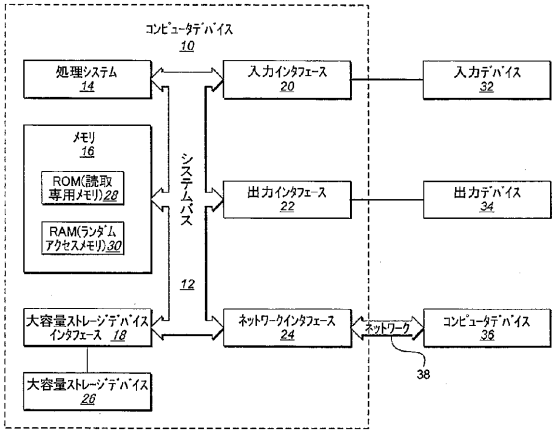 コンピュータデバイス
10
処理システム
14
メモリ
16
ROM(読取
専用メモリ)28
RAM(ランダム
アクセスメモリ)30
大容量ストレージデバイス
インタフェース 18
大容量ストレージデバイス
26
システムバス
12
入力インタフェース
20
出力インタフェース
22
ネットワークインタフェース
24
入力デバイス
32
出力デバイス
34
ネットワーク
38
コンピュータデバイス
36